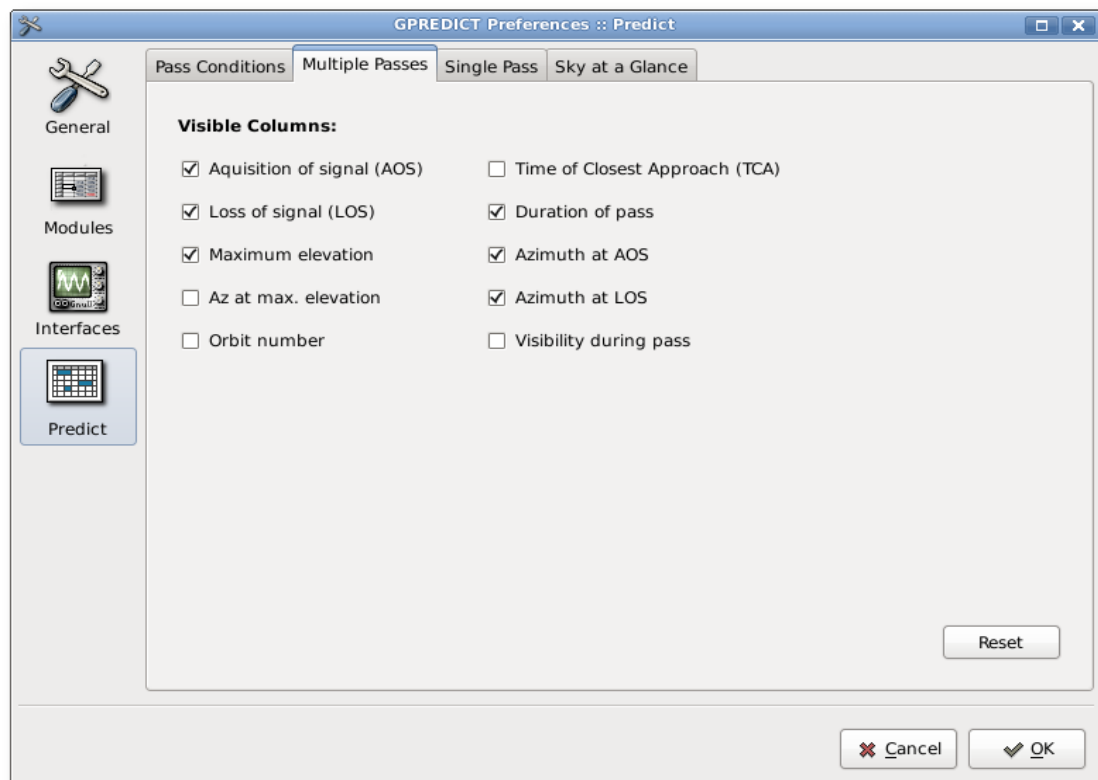 GPREDICT Preferences :: Predict
General
Modules
Interfaces
Predict
Pass Conditions
Multiple Passes
Single Pass
Sky at a Glance
Visible Columns:
Aquisition of signal (AOS)
Time of Closest Approach (TCA)
Loss of signal (LOS)
Duration of pass
Maximum elevation
Azimuth at AOS
Az at max. elevation
Azimuth at LOS
Orbit number
Visibility during pass
Reset
Cancel
OK